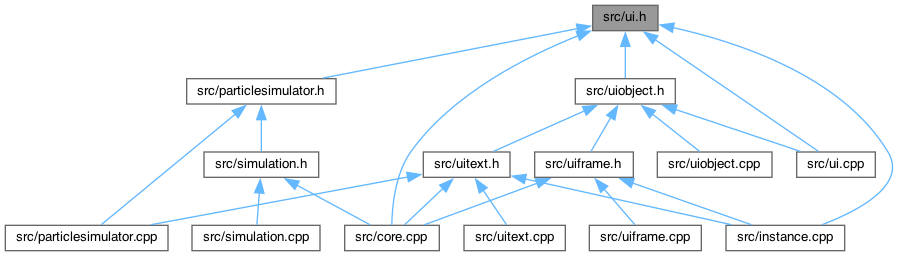 src/ui.h
src/particlesimulator.h
src/uiobject.h
src/simulation.h
src/uitext.h
src/uiframe.h
src/uiobject.cpp
src/ui.cpp
src/particlesimulator.cpp
src/simulation.cpp
src/core.cpp
src/uitext.cpp
src/uiframe.cpp
src/instance.cpp